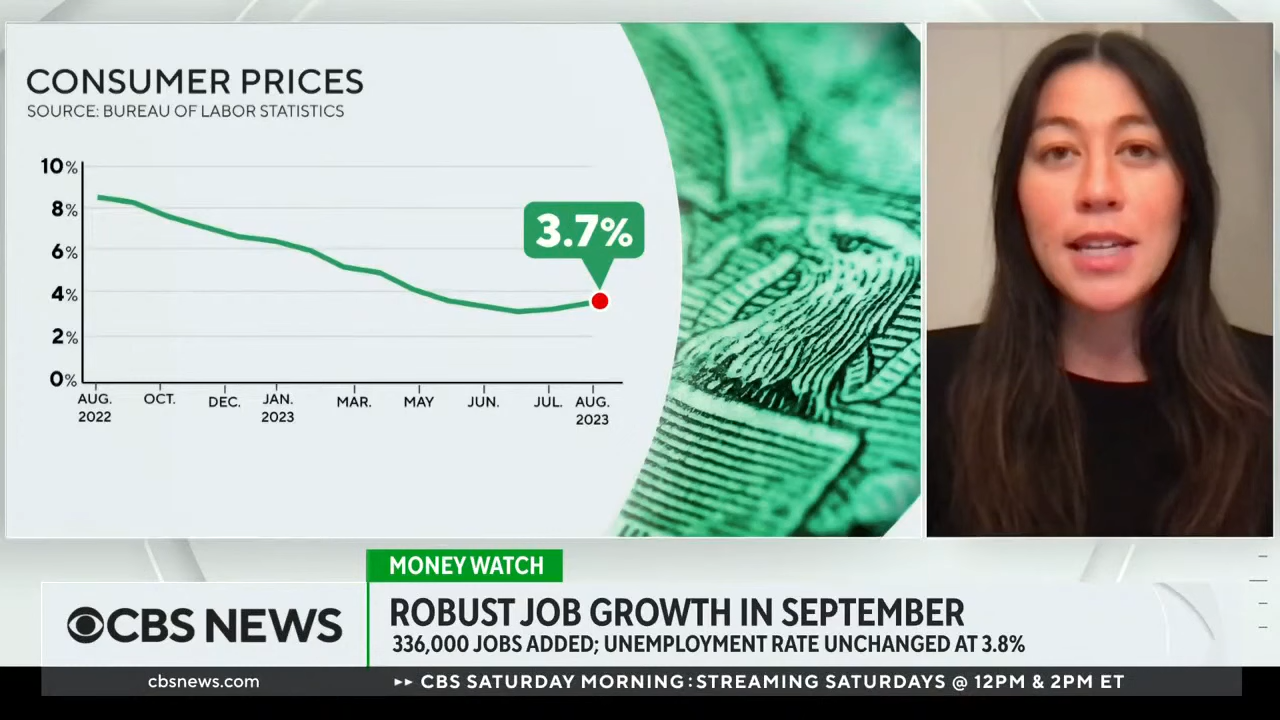 CONSUMER PRICES
SOURCE: BUREAU OF LABOR STATISTICS
10%
8%
6%
4%
2%
0%
3.7%
AUG. OCT. DEC. JAN. MAR. MAY JUN. JUL. AUG.
2022 2023 2023
MONEY WATCH
CBS NEWS
ROBUST JOB GROWTH IN SEPTEMBER
336,000 JOBS ADDED; UNEMPLOYMENT RATE UNCHANGED AT 3.8%
cbsnews.com
CBS SATURDAY MORNING: STREAMING SATURDAYS @ 12PM & 2PM ET